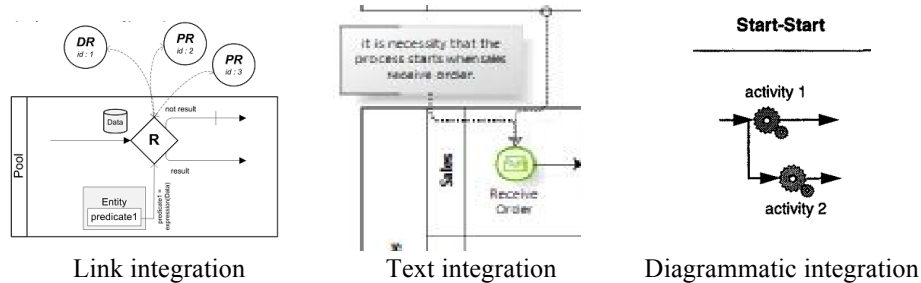 DR
id : 1
PR
id : 2
PR
id : 3
Pool
Data
R
not result
result
Entity
predicate1
predicate1 =
expression(Data)
Link integration
it is necessity that the
process starts when sales
receive order.
Sales
Receive
Order
Text integration
Start-Start
activity 1
activity 2
Diagrammatic integration